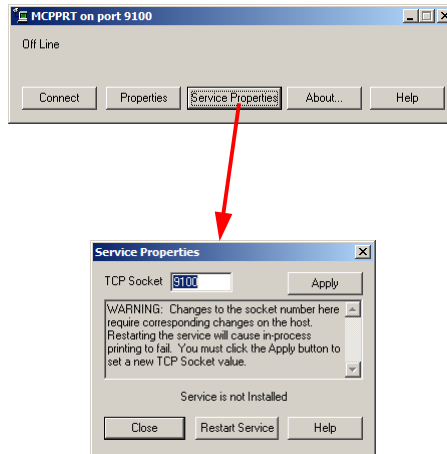 MCPPRT on port 9100
Off Line
Connect Properties Service Properties About... Help
Service Properties
TCP Socket 9100 Apply
WARNING: Changes to the socket number here
require corresponding changes on the host.
Restarting the service will cause in-process
printing to fail. You must click the Apply button to
set a new TCP Socket value.
Service is not Installed
Close Restart Service Help